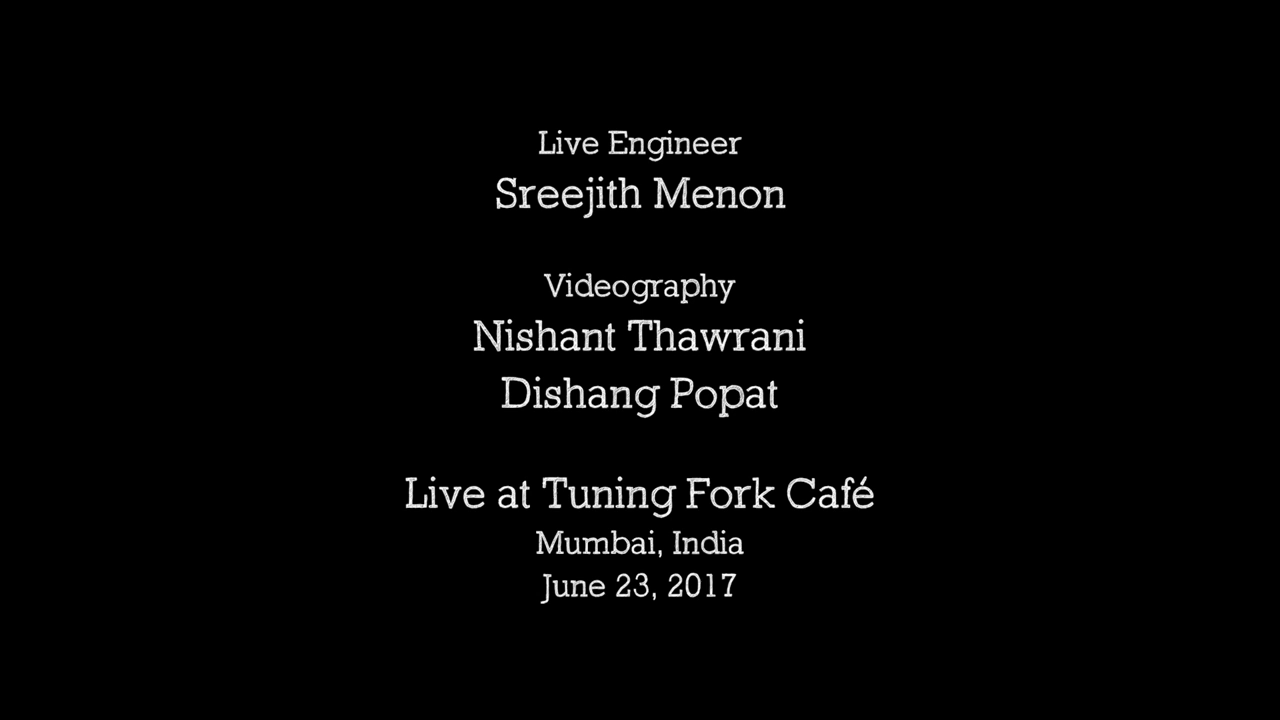 Live Engineer
Sreejith Menon
Videography
Nishant Thawrani
Dishang Popat
Live at Tuning Fork Café
Mumbai, India
June 23, 2017